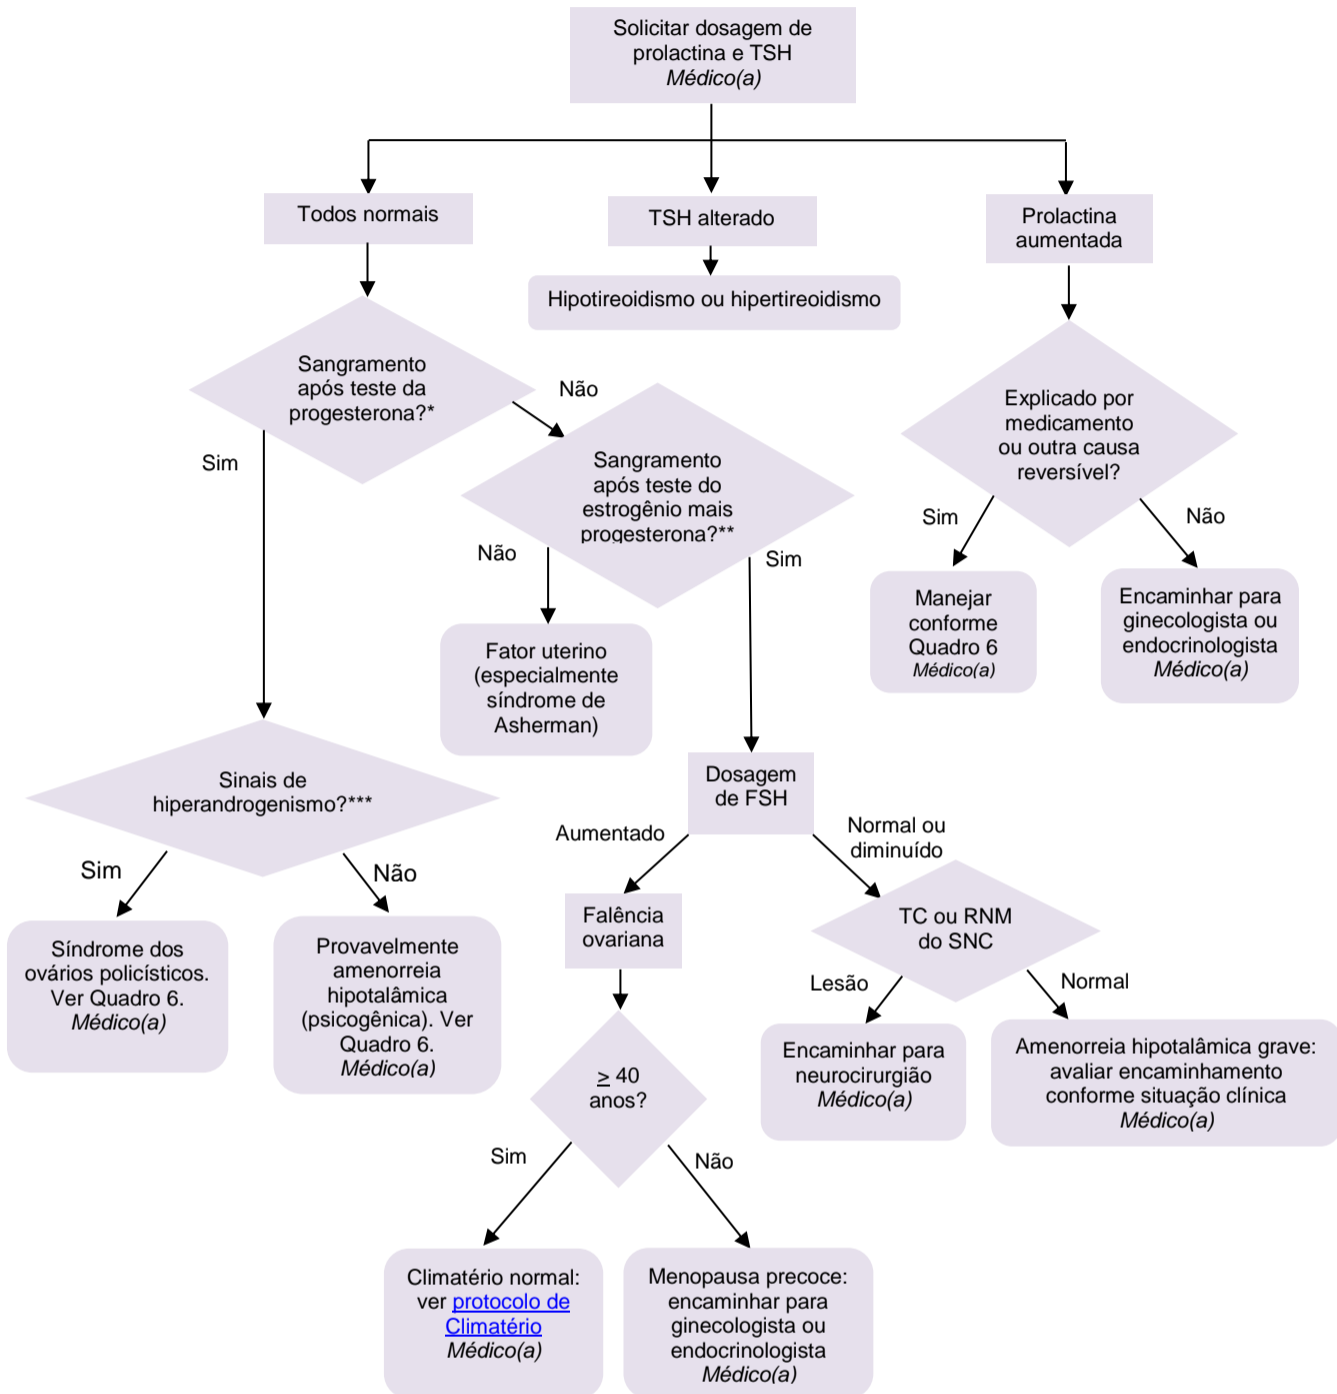 Solicitar dosagem de
prolactina e TSH
Médico(a)
Todos normais
TSH alterado
Prolactina
aumentada
Hipotireoidismo ou hipertireoidismo
Sangramento
após teste da
progesterona?*
Não
Sim
Explicado por
medicamento
ou outra causa
reversível?
Sangramento
após teste do
estrogênio mais
progesterona?**
Não
Sim
Sim
Não
Manejar
conforme
Quadro 6
Médico(a)
Encaminhar para
ginecologista ou
endocrinologista
Médico(a)
Fator uterino
(especialmente
síndrome de
Asherman)
Sinais de
hiperandrogenismo?***
Dosagem
de FSH
Aumentado
Normal ou
diminuído
Sim
Não
Síndrome dos
ovários policísticos.
Ver Quadro 6.
Médico(a)
Provavelmente
amenorreia
hipotalâmica
(psicogênica). Ver
Quadro 6.
Médico(a)
Falência
ovariana
TC ou RNM
do SNC
Lesão
Normal
Encaminhar para
neurocirurgião
Médico(a)
Amenorreia hipotalâmica grave:
avaliar encaminhamento
conforme situação clínica
Médico(a)
≥ 40
anos?
Sim
Não
Climatério normal:
ver protocolo de
Climatério
Médico(a)
Menopausa precoce:
encaminhar para
ginecologista ou
endocrinologista
Médico(a)